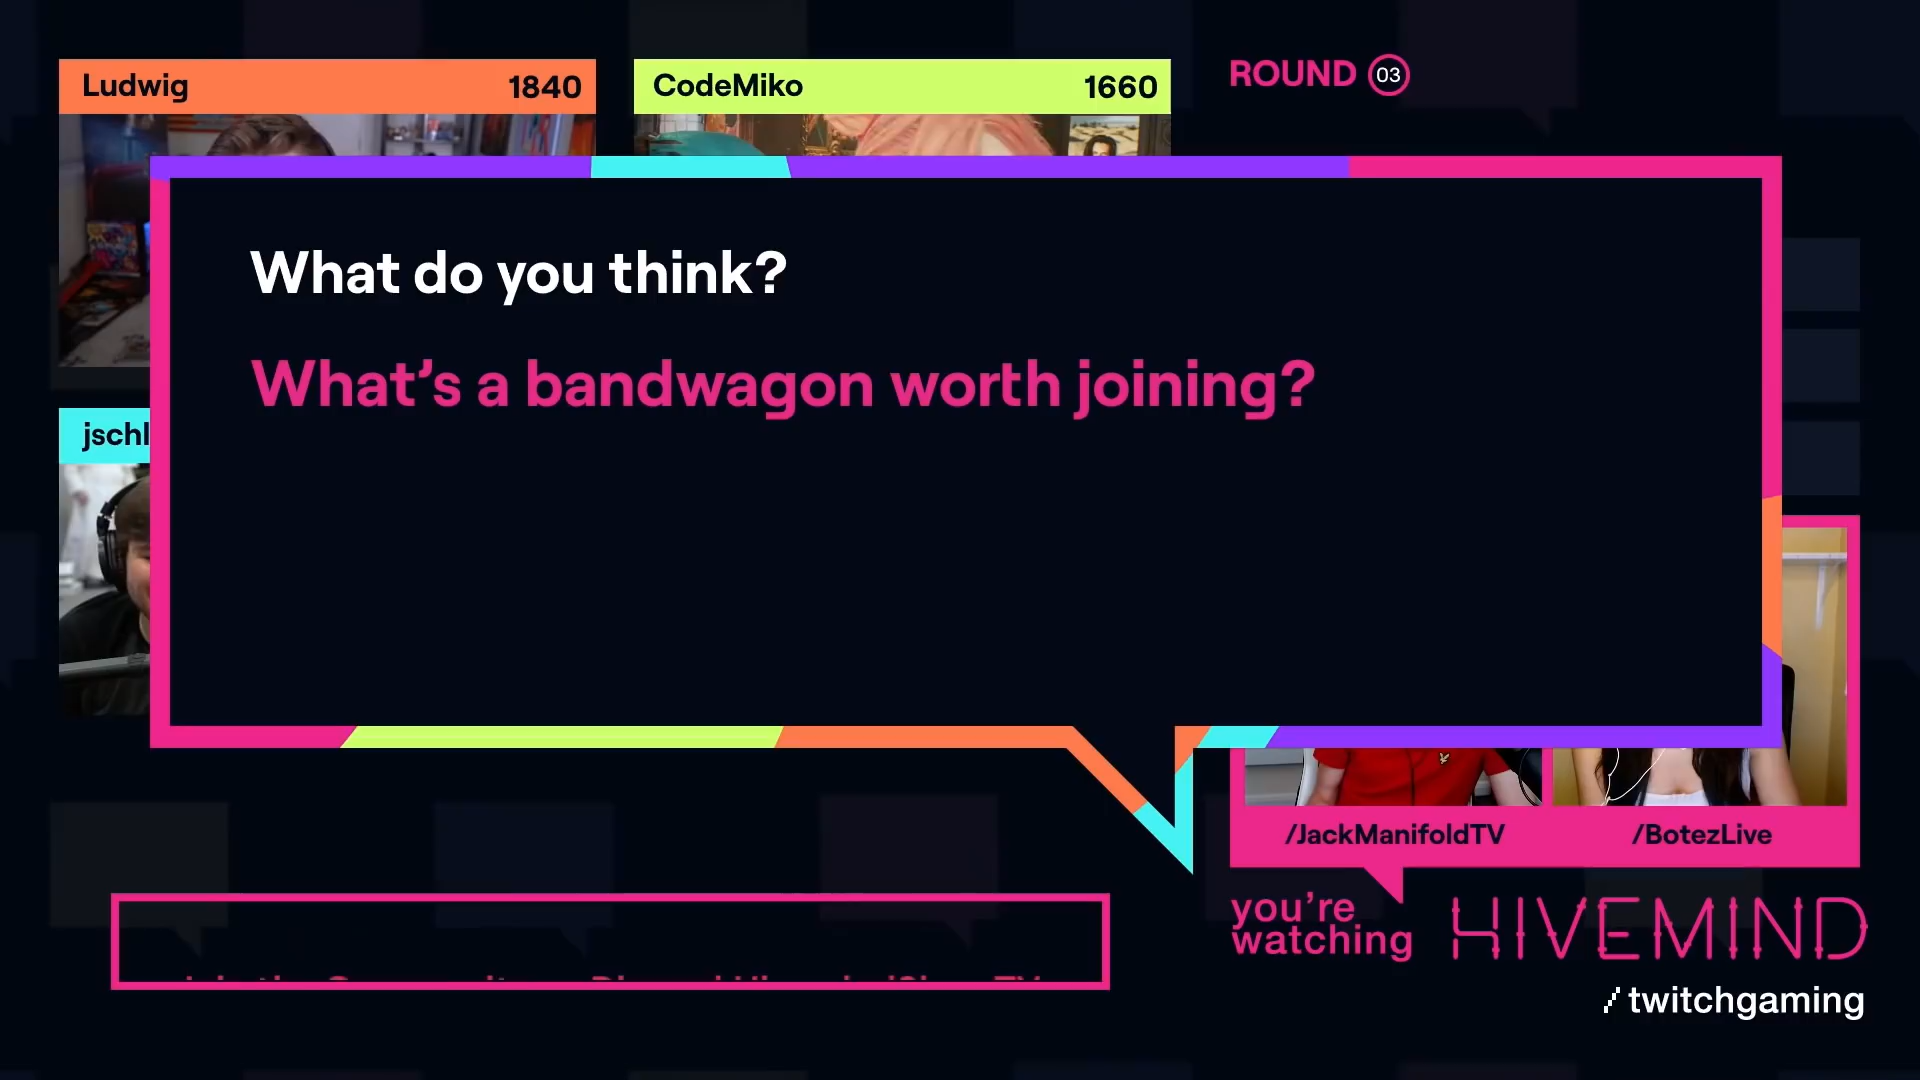 Ludwig 1840
CodeMiko 1660
ROUND 03
What do you think?
What's a bandwagon worth joining?
jschl
/JackManifoldTV
/BotezLive
you're
watching
HIVEMIND
/twitchgaming